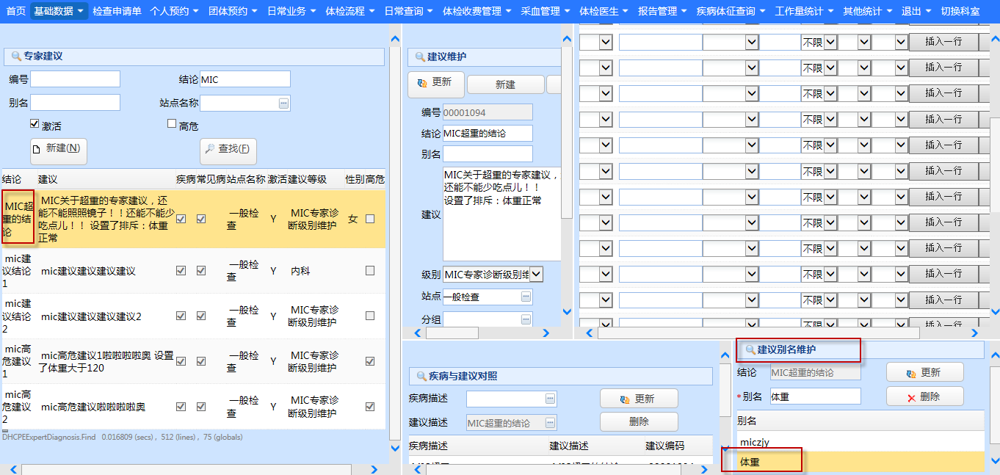 首页 基础数据 检查申请单 个人预约 团体预约 日常业务 体检流程 日常查询 体检收费管理 采血管理 体检医生 报告管理 疾病体征查询 工作量统计 其他统计 退出 切换科室
专家建议
编号 结论 MIC
别名 站点名称
激活 高危
新建(N) 查找(F)
结论 建议 疾病 常见病 站点名称 激活 建议等级 性别 高危
MIC超重的结论 MIC关于超重的专家建议，还能不能照照镜子！！还能不能少吃点儿！！ 设置了排斥：体重正常 一般检查 Y MIC专家诊断级别维护 女
mic建议结论1 mic建议建议建议建议 一般检查 Y 内科
mic建议结论2 mic建议建议建议建议2 一般检查 Y MIC专家诊断级别维护
mic高危建议1 mic高危建议1啦啦啦啦奥 设置了体重大于120 一般检查 Y MIC专家诊断级别维护
mic高危建议2 mic高危建议啦啦啦啦奥 一般检查 Y MIC专家诊断级别维护
DHCPEExpertDiagnosis.Find 0.016809 (secs) , 512 (lines) , 75 (globals)
建议维护
更新 新建
编号 00001094
结论 MIC超重的结论
别名
建议
MIC关于超重的专家建议，
还能不能少吃点儿！！
设置了排斥：体重正常
级别 MIC专家诊断级别维
站点 一般检查
分组
不限 插入一行
不限 插入一行
不限 插入一行
不限 插入一行
不限 插入一行
不限 插入一行
不限 插入一行
不限 插入一行
不限 插入一行
不限 插入一行
不限 插入一行
不限 插入一行
疾病与建议对照
疾病描述 更新
建议描述 MIC超重的结论 删除
疾病描述 建议描述 建议编码
建议别名维护
结论 MIC超重的结论 更新
*别名 体重 删除
别名
miczjy
体重